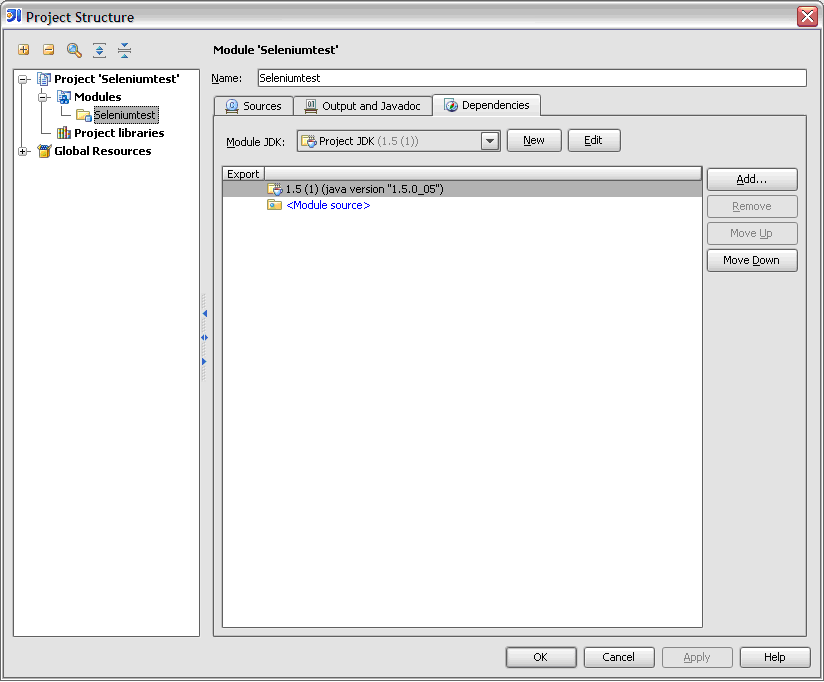 Project Structure
Module 'Seleniumtest'
Project 'Seleniumtest'
Modules
Seleniumtest
Project libraries
Global Resources
Name: Seleniumtest
Sources Output and Javadoc Dependencies
Module JDK: Project JDK (1.5 (1)) New Edit
Export
1.5 (1) (java version "1.5.0_05")
<Module source>
Add...
Remove
Move Up
Move Down
OK Cancel Apply Help